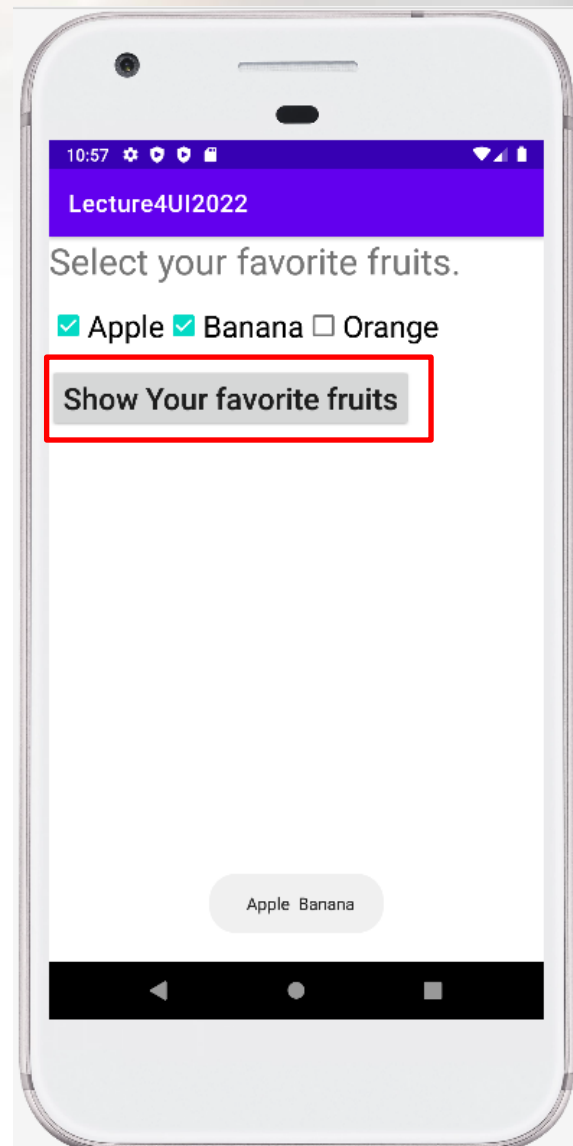 10:57
Lecture4UI2022
Select your favorite fruits.
Apple Banana Orange
Show Your favorite fruits
Apple Banana